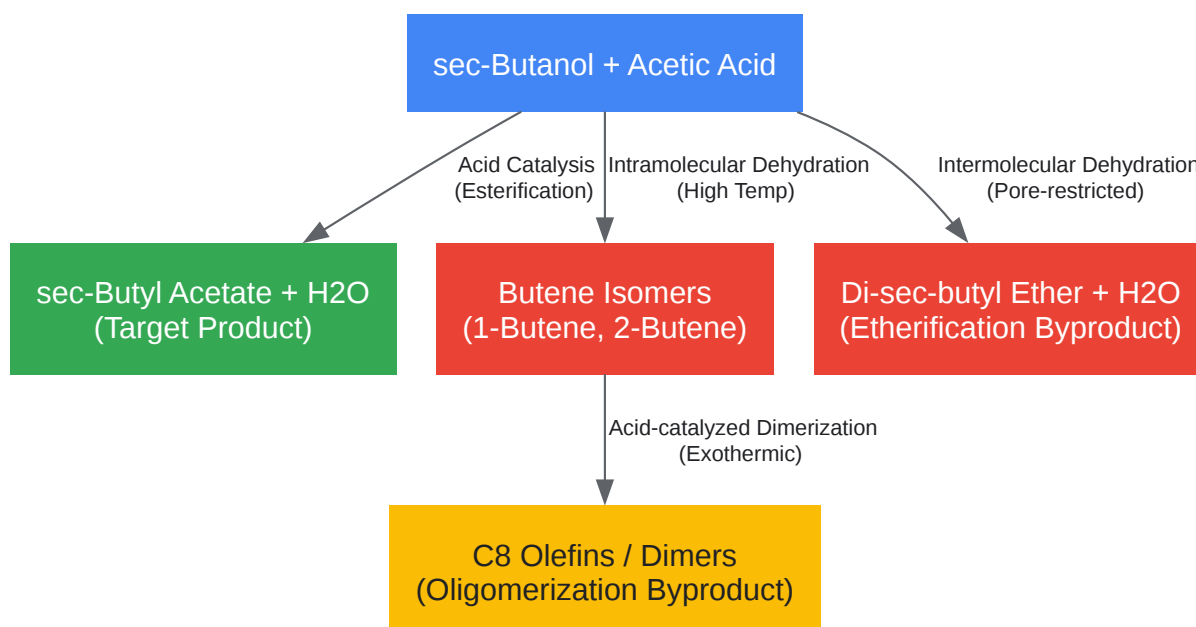 sec-Butanol + Acetic Acid
Acid Catalysis
(Esterification)
Intramolecular Dehydration
(High Temp)
Intermolecular Dehydration
(Pore-restricted)
sec-Butyl Acetate + H2O
(Target Product)
Butene Isomers
(1-Butene, 2-Butene)
Di-sec-butyl Ether + H2O
(Etherification Byproduct)
Acid-catalyzed Dimerization
(Exothermic)
C8 Olefins / Dimers
(Oligomerization Byproduct)